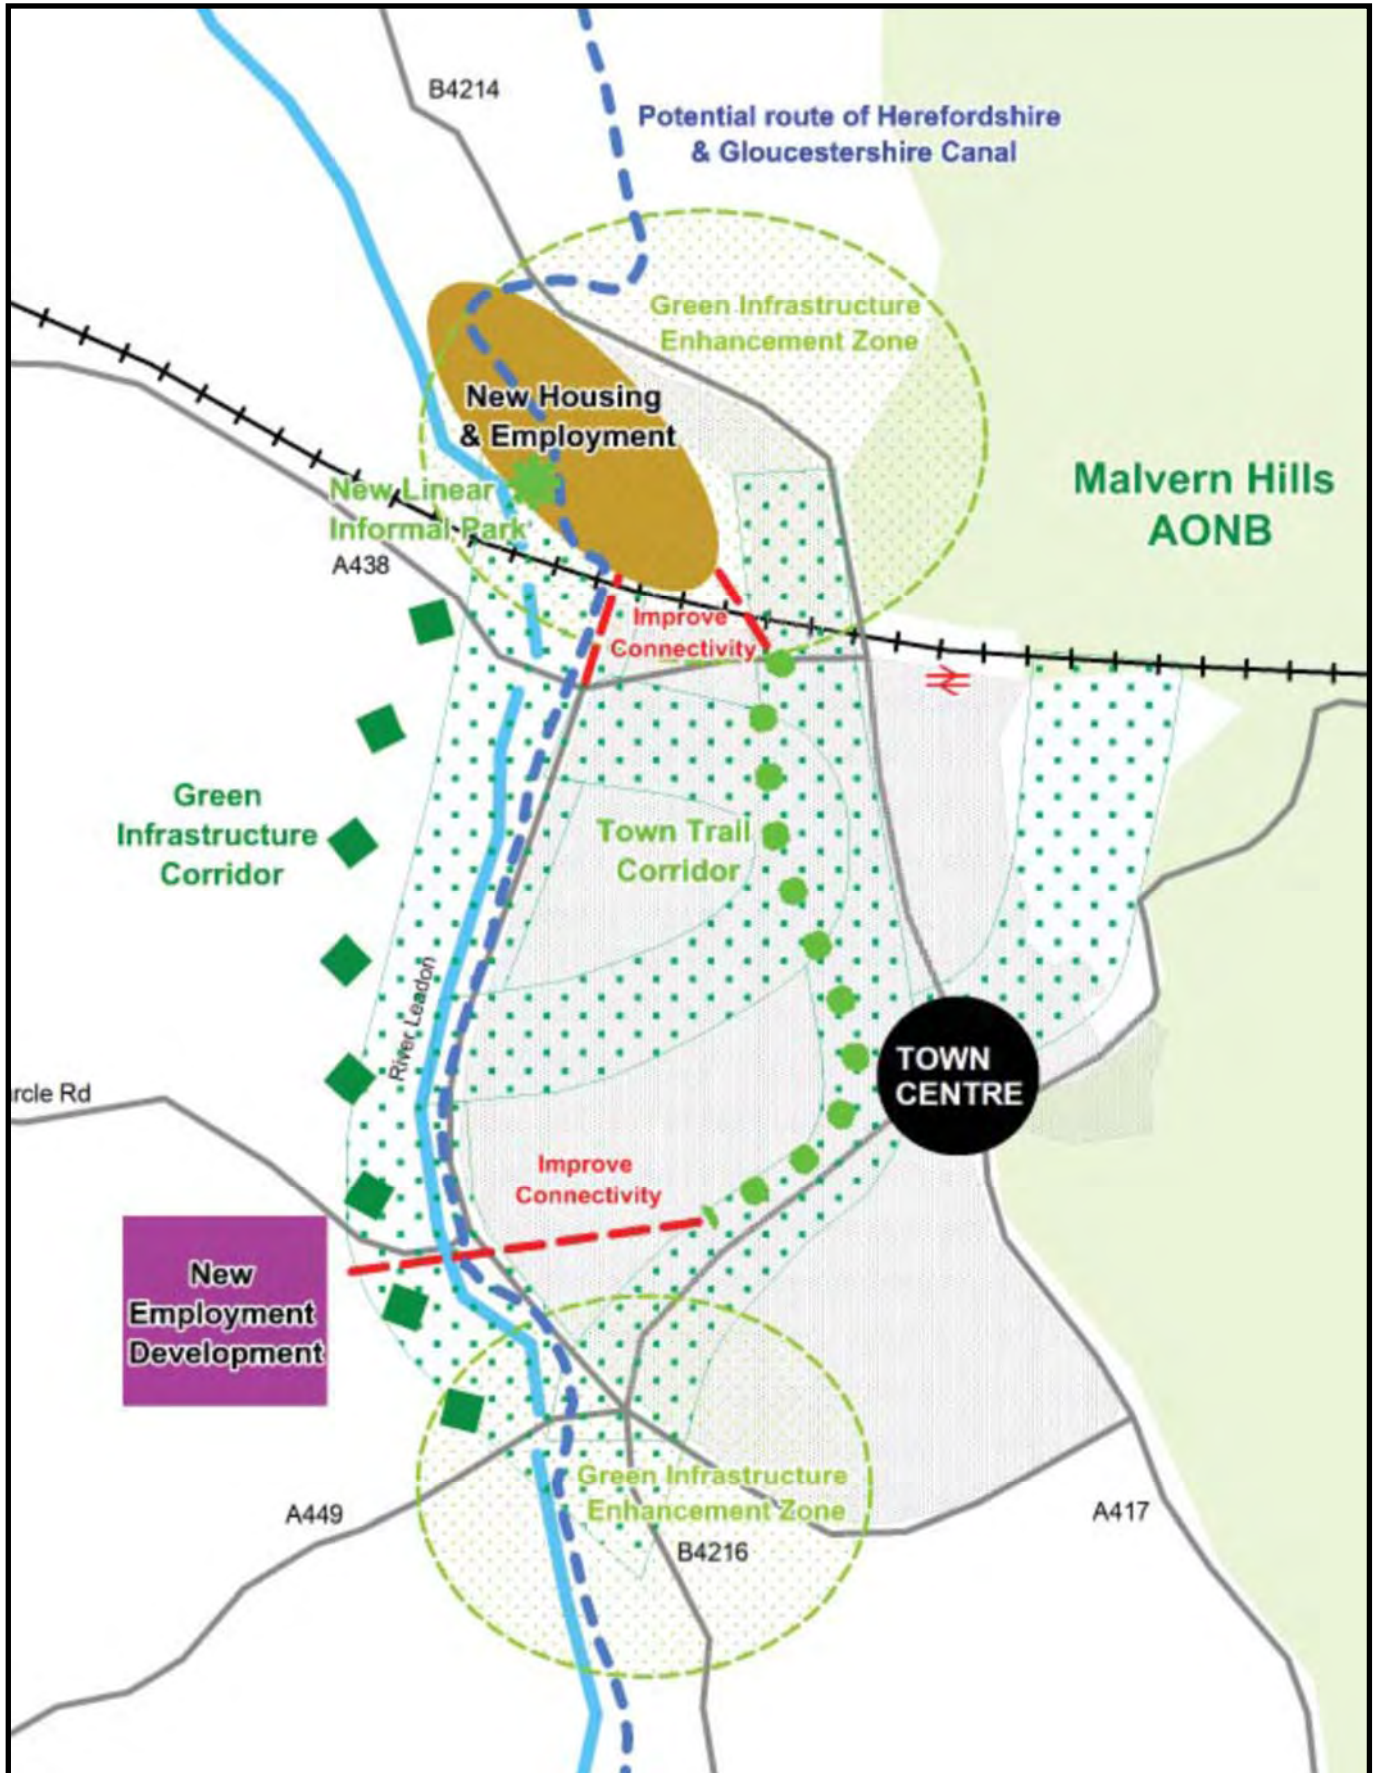 B4214
Potential route of Herefordshire
& Gloucestershire Canal
Green Infrastructure
Enhancement Zone
New Housing
& Employment
Malvern Hills
AONB
New Linear
Informal Park
A438
Improve
Connectivity
Green
Infrastructure
Corridor
Town Trail
Corridor
River Leadon
TOWN
CENTRE
rcle Rd
Improve
Connectivity
New
Employment
Development
Green Infrastructure
Enhancement Zone
A449
A417
B4216